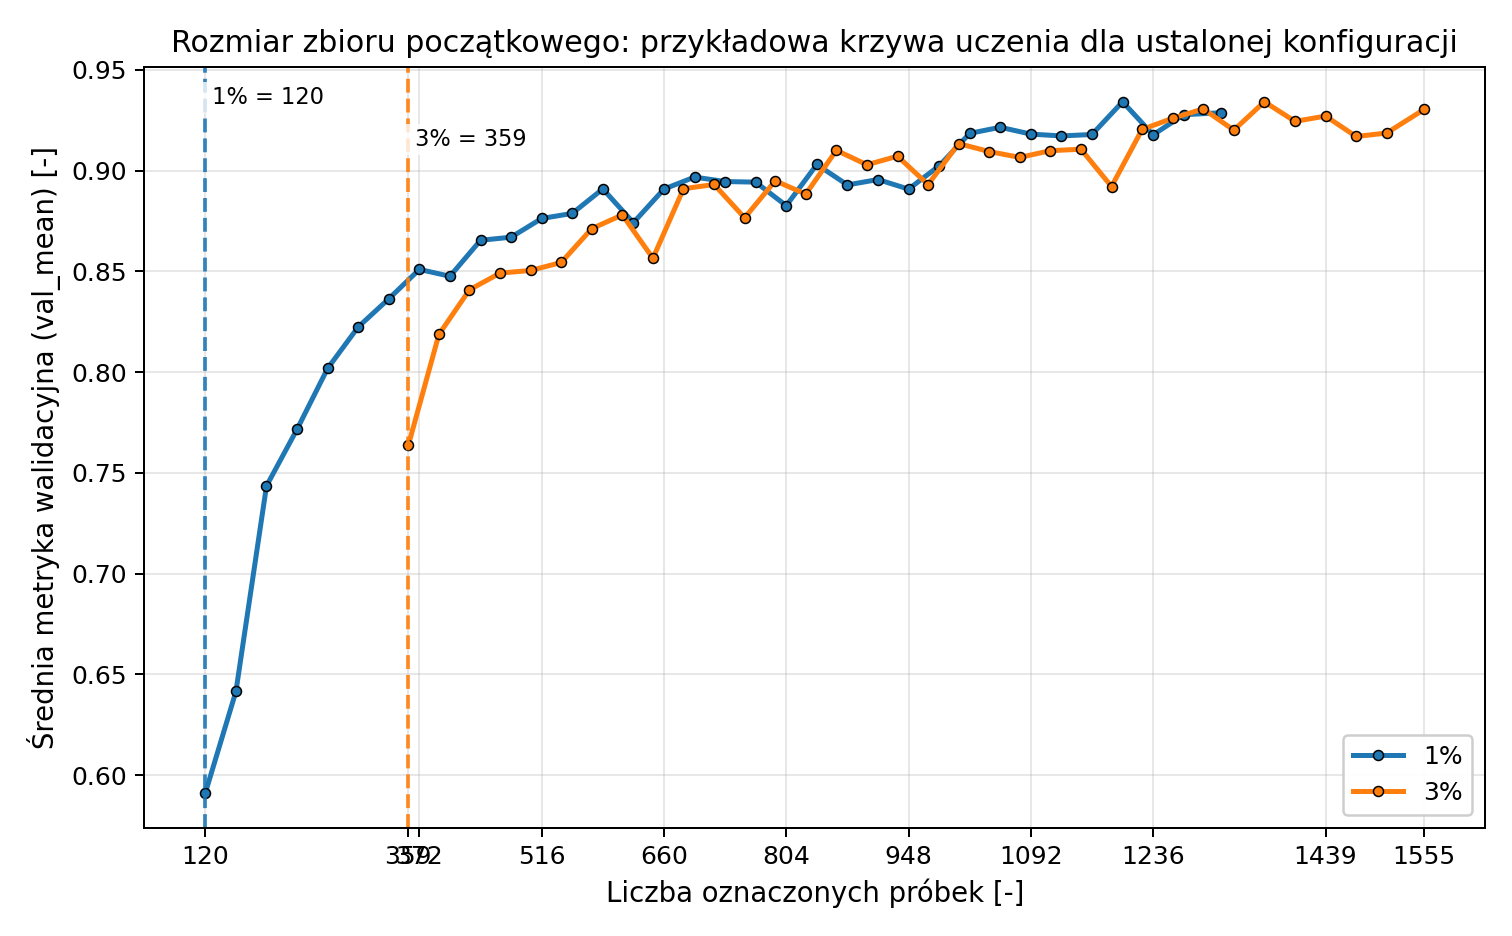 Rozmiar zbioru początkowego: przykładowa krzywa uczenia dla ustalonej konfiguracji
Średnia metryka walidacyjna (val_mean) [-]
0.95
0.90
0.85
0.80
0.75
0.70
0.65
0.60
1% = 120
3% = 359
1%
3%
120 359 372 516 660 804 948 1092 1236 1439 1555
Liczba oznaczonych próbek [-]